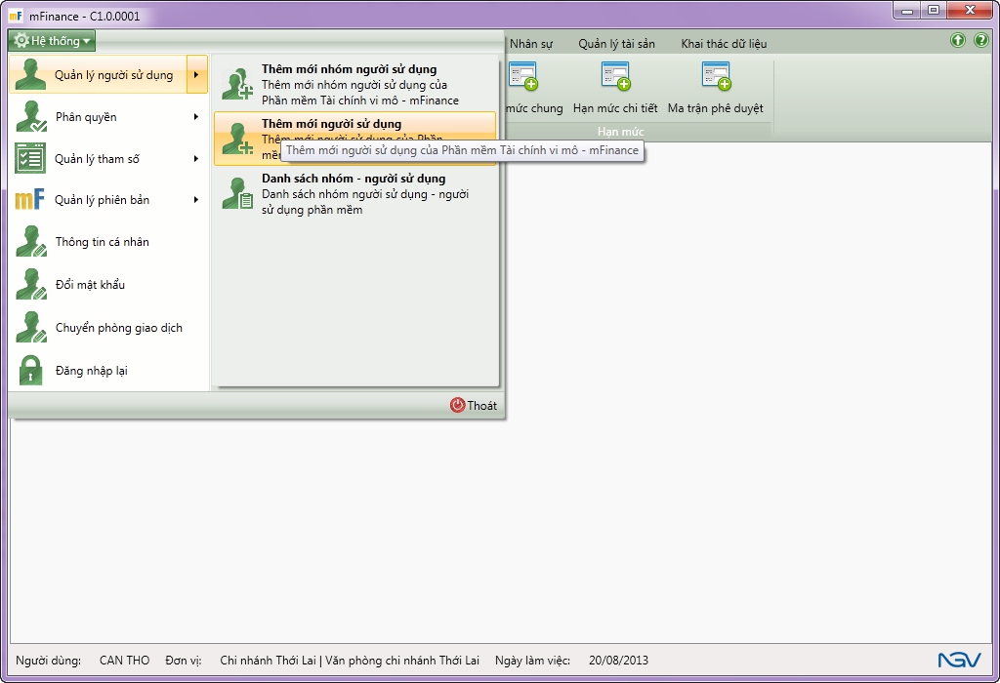 mF mFinance - C1.0.0001
Hệ thống
Nhân sự Quản lý tài sản Khai thác dữ liệu
Quản lý người sử dụng
Phân quyền
Quản lý tham số
mF Quản lý phiên bản
Thông tin cá nhân
Đổi mật khẩu
Chuyển phòng giao dịch
Đăng nhập lại
Thêm mới nhóm người sử dụng
Thêm mới nhóm người sử dụng của
Phần mềm Tài chính vi mô - mFinance
Thêm mới người sử dụng
Thêm mới người sử dụng của Phần
Thêm mới người sử dụng của Phần mềm Tài chính vi mô - mFinance
Danh sách nhóm - người sử dụng
Danh sách nhóm người sử dụng - người
sử dụng phần mềm
mức chung Hạn mức chi tiết Ma trận phê duyệt
Hạn mức
Thoát
Người dùng: CAN THO Đơn vị: Chi nhánh Thới Lai | Văn phòng chi nhánh Thới Lai Ngày làm việc: 20/08/2013
NGV